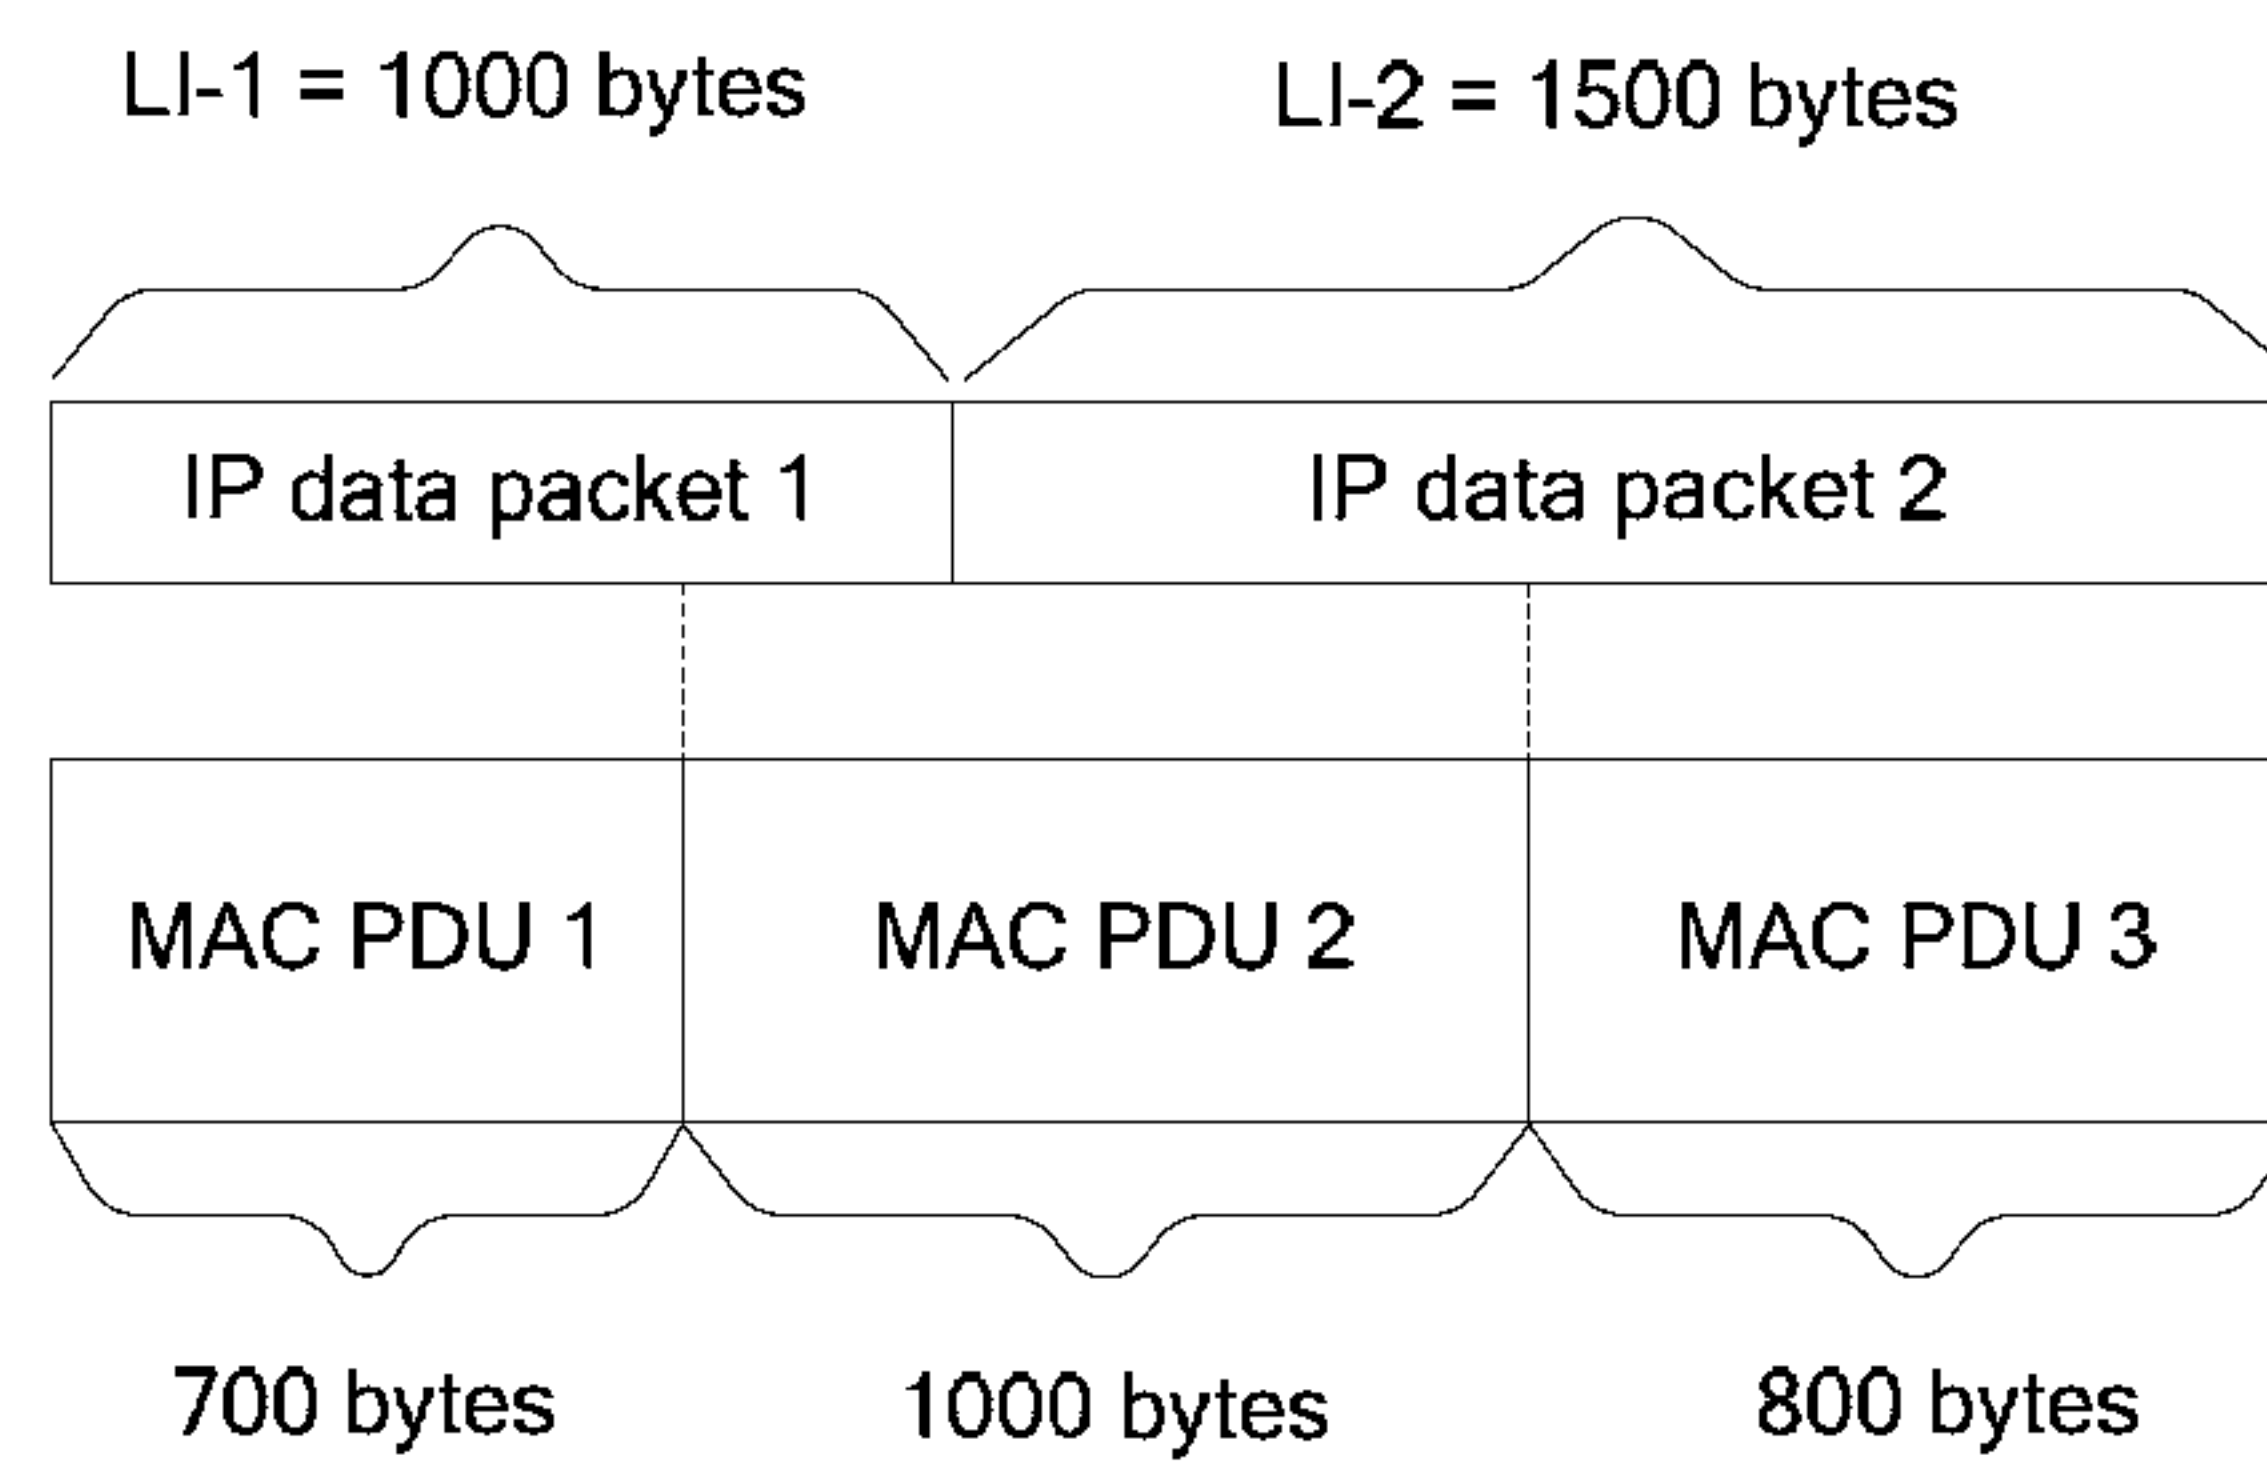 LI-1 = 1000 bytes
LI-2 = 1500 bytes
IP data packet 1
IP data packet 2
MAC PDU 1
MAC PDU 2
MAC PDU 3
700 bytes
1000 bytes
800 bytes